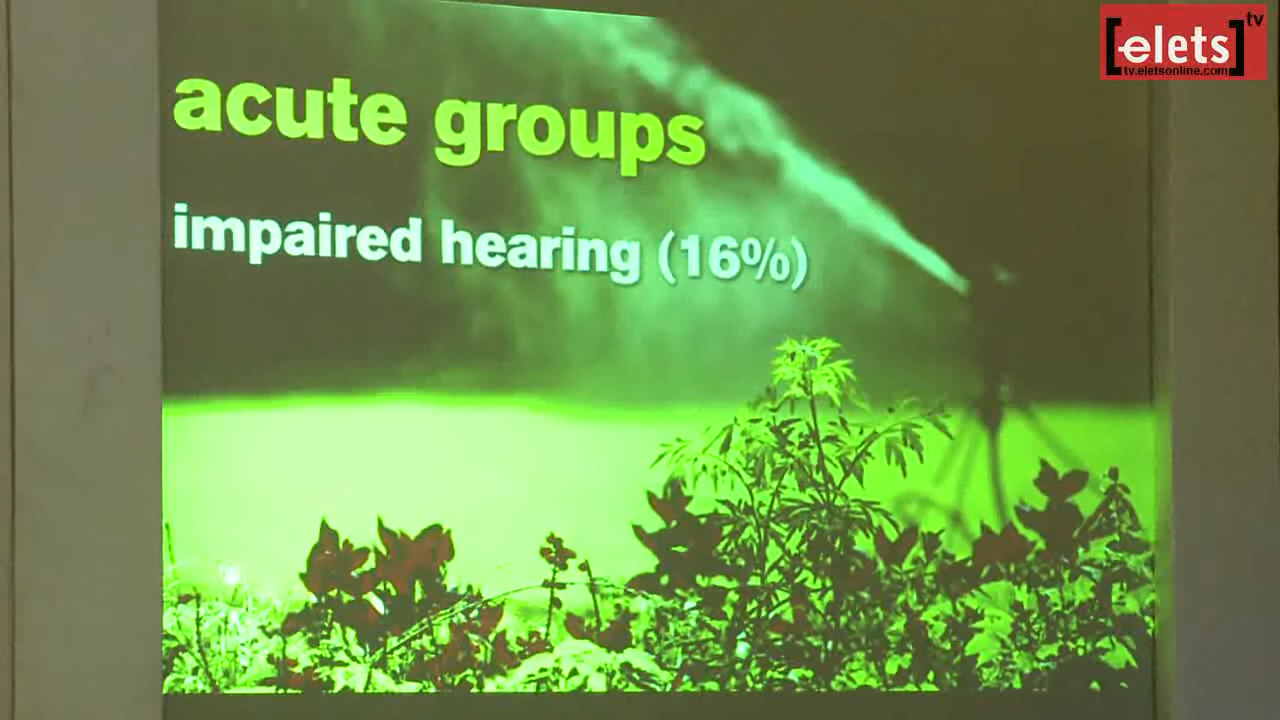 [elets] tv
tv.eletsonline.com
acute groups
impaired hearing (16%)